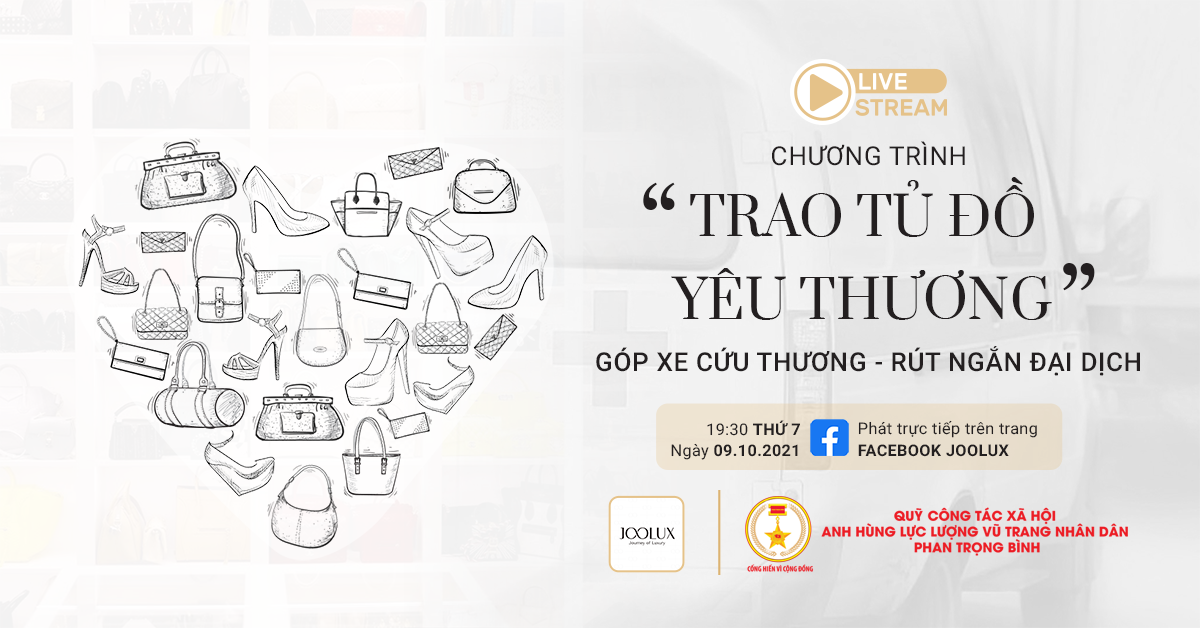 LIVE
STREAM
CHƯƠNG TRÌNH
“ TRAO TỦ ĐỒ
YÊU THƯƠNG ”
GÓP XE CỨU THƯƠNG - RÚT NGẮN ĐẠI DỊCH
19:30 THỨ 7
Ngày 09.10.2021
Phát trực tiếp trên trang
FACEBOOK JOOLUX
JOOLUX
Journey of Luxury
CỐNG HIẾN VÌ CỘNG ĐỒNG
QUỸ CÔNG TÁC XÃ HỘI
ANH HÙNG LỰC LƯỢNG VŨ TRANG NHÂN DÂN
PHAN TRỌNG BÌNH